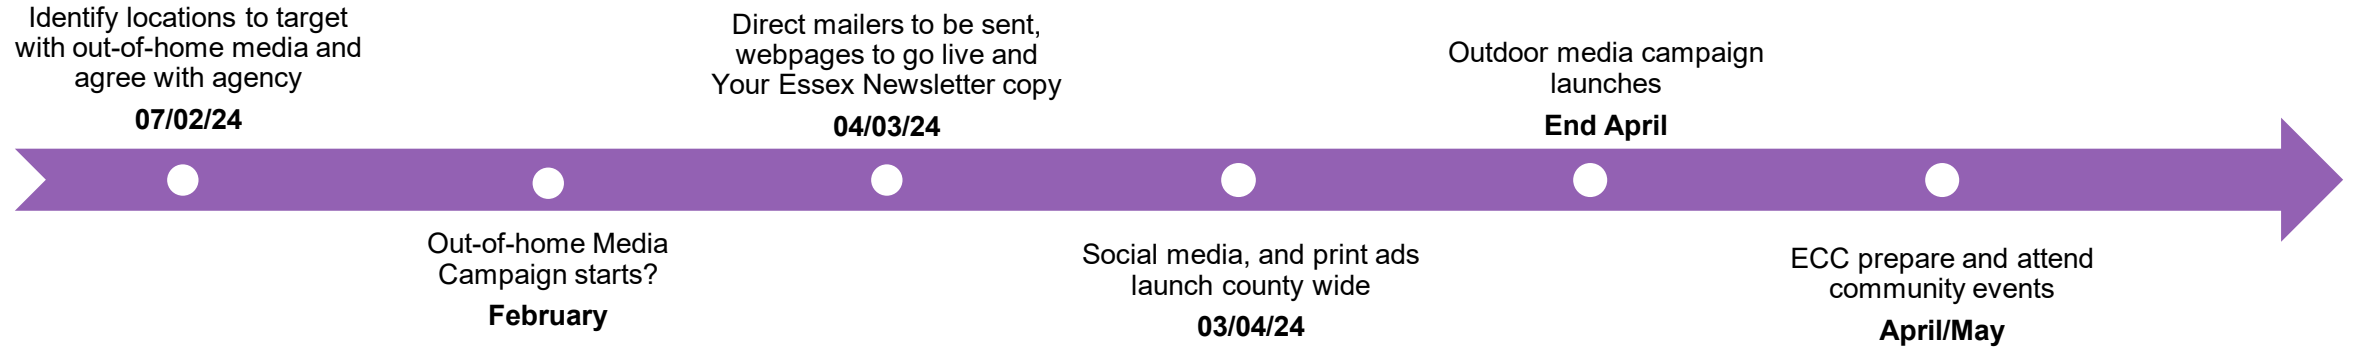 Identify locations to target
with out-of-home media and
agree with agency
07/02/24
Out-of-home Media
Campaign starts?
February
Direct mailers to be sent,
webpages to go live and
Your Essex Newsletter copy
04/03/24
Social media, and print ads
launch county wide
03/04/24
Outdoor media campaign
launches
End April
ECC prepare and attend
community events
April/May